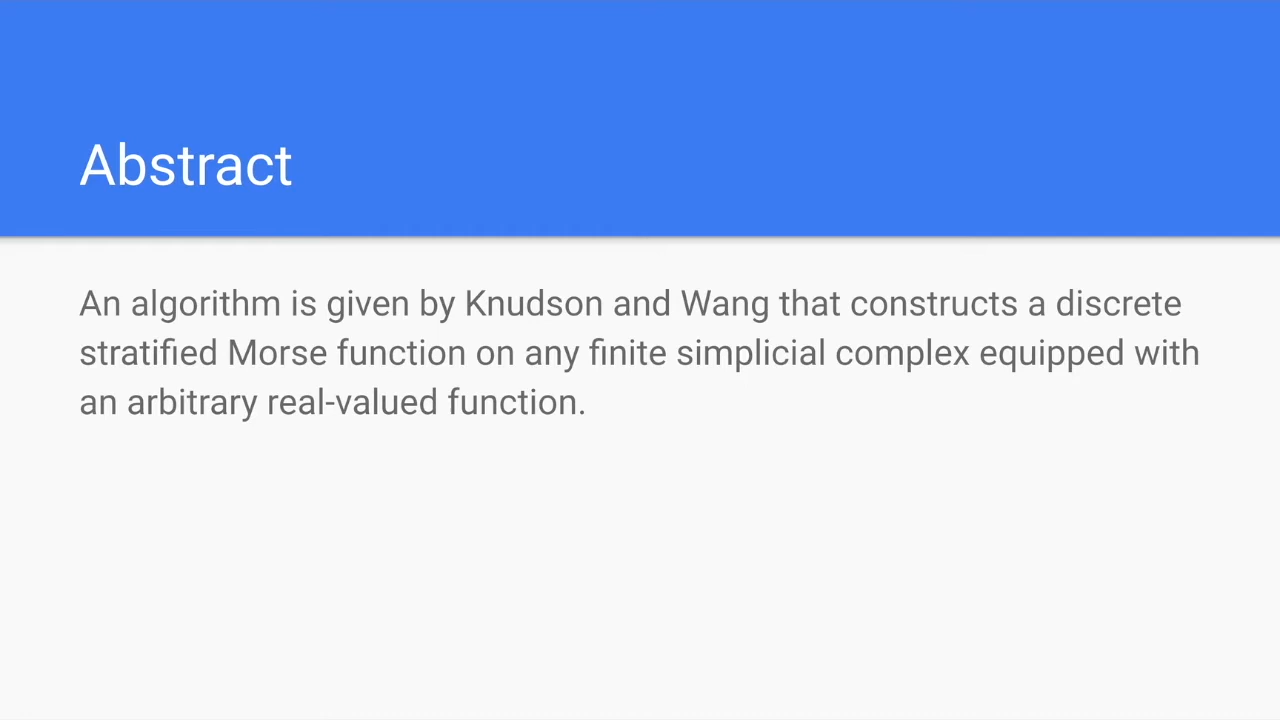 Abstract
An algorithm is given by Knudson and Wang that constructs a discrete
stratified Morse function on any finite simplicial complex equipped with
an arbitrary real-valued function.